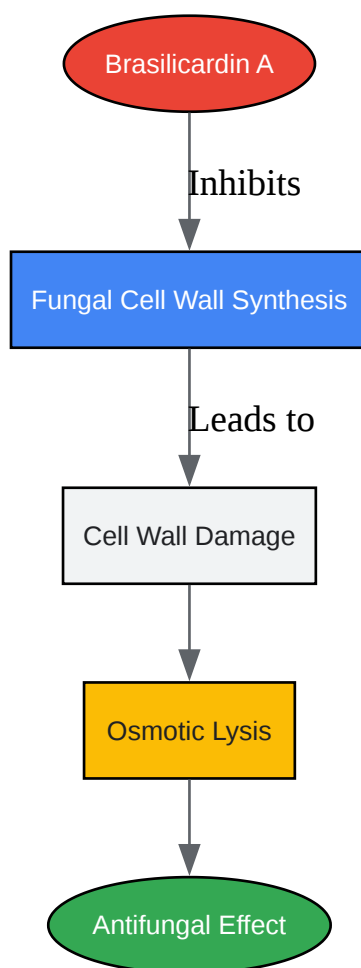 Brasilicardin A
Inhibits
Fungal Cell Wall Synthesis
Leads to
Cell Wall Damage
Osmotic Lysis
Antifungal Effect